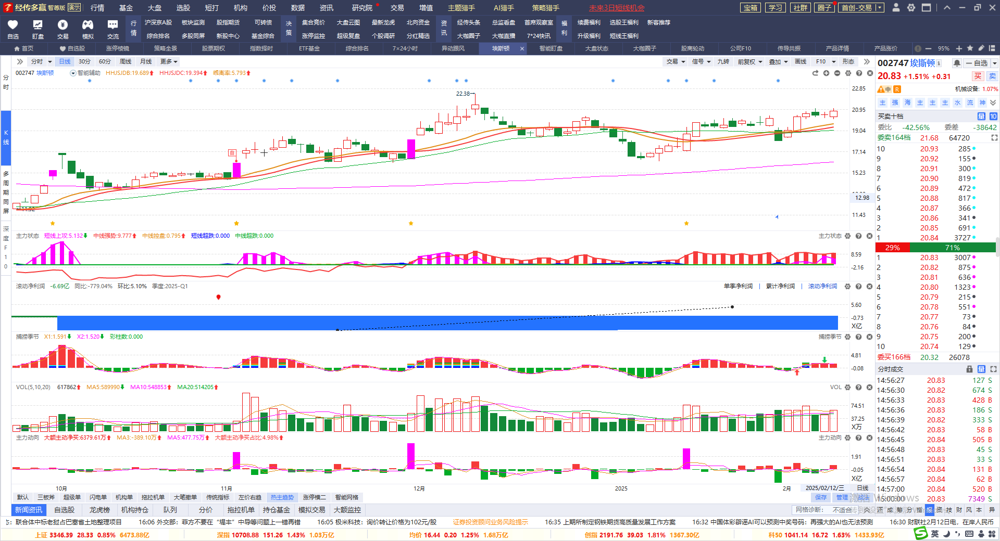 经传多赢 智尊版 演示 行情 基金 大盘 选股 短打 机构 价投 数据 资讯 研究院 交易 增值 主题猎手 AI猎手 策略猎手 未来3日短线机会 宝箱 学习 社群 圈子 首创-交易
自选 盯盘 交易 模拟 交流
行情 沪深京A股 板块监测 股指期货 可转债 决策 集合竞价 大盘云图 最新龙虎 北向资金 资讯 经传头条 总监看盘 首席观察室 福利 续费福利 选股王福利 新客推荐
综合排名 多股同屏 新股中心 基金综合 涨停监控 超级复盘 个股调研 分红精选 大咖圈子 大咖直播 7*24快讯 升级福利 短线王福利
首页 自选股 涨停棱镜 策略全景 股票期权 指数择时 ETF基金 综合排名 7×24小时 异动跟风 埃斯顿 智能盯盘 大盘状态 大咖圈子 股商轮动 公司F10 传导共振 产品详情 产品涨价 95%
分时 日线 30分 60分 周线 月线 更多 交易 信号 九转 前复权 叠加 画线 F10 形态
分时
K线
多周期同屏
深度F10
002747 埃斯顿 智能辅助 HHJSJDB:19.689 HHJSJDC:19.394 乖离率:5.793
22.38
22.85
20.95
19.04
17.14
15.23
12.98
11.43
主力状态 短线上攻:5.132 中线强势:9.777 中线控盘:0.795 短线超跌:0.000 中线超跌:0.000 主力状态
8.59
-2.16
滚动净利润 -6.69亿 同比:-779.04% 环比:5.10% 季度:2025-Q1 单季净利润 | 累计净利润 | 滚动净利润
5.60
-0.73
X亿
捕捞季节 X1:1.591 X2:1.520 彩柱数:0.000 捕捞季节
4.81
-0.08
VOL(5,10,20) 617862 MA5:589990 MA10:548853 MA20:514205 VOL
74.51
37.25
X万
主力动向 大额主动净买:6379.61万 MA3:-389.10万 MA5:477.75万 大额主动净买占比:4.98% 主力动向
1.91
-0.05
X亿
10月 11月 12月 2025 2月 2025/02/12/三 日线
默认 三板斧 超级单 闪电单 机构单 拖拉机单 大笔撤单 传统指标 左价右趋 热主趋势 涨停横二 智能网格 保存 管理
新闻资讯 自选股 龙虎榜 机构持仓 队列 分价 拖拉机单 持仓基金 模拟交易 大额监控 网格诊断: 不适合
002747 埃斯顿 自选
20.83 +1.51% +0.31 买 卖
中 R 机械设备: 1.07%
主 强 海 主 主 主 水 流 神
买卖十档 量 10
委比 -42.56% 委差 -38642
委卖164档 21.68 64720
10 20.93 285
9 20.92 155
8 20.91 300
7 20.90 819
6 20.89 472
5 20.88 817
4 20.87 366
3 20.86 341
2 20.85 691
1 20.84 3727
29% 71%
1 20.83 3007
2 20.82 875
3 20.81 636
4 20.80 1323
5 20.79 215
6 20.78 551
7 20.77 73
8 20.76 84
9 20.75 200
10 20.74 129
委买166档 20.32 26078
分时成交 量
14:56:27 20.83 127 S
14:56:30 20.82 674 S
14:56:33 20.83 428 B
14:56:36 20.83 186 S
14:56:39 20.82 333 S
14:56:42 20.83 58 B
14:56:45 20.84 505 B
14:56:48 20.83 45 S
14:56:51 20.83 33 S
14:56:54 20.84 131 B
14:56:57 20.84 62 B
14:57:00 20.84 520 B
15:00:00 20.83 7349 S
激活 Windows
报 技 财 风 本 异
联合体中标老挝占巴塞省土地整理项目 16:06 外交部：菲方不要在“堤丰”中导等问题上一错再错 16:05 极米科技：询价转让价格为102元/股 证券投资顾问业务风险提示 16:35 上期所制定钢铁期货高质量发展工作方案 16:32 中国体彩辟谣AI可以预测中奖号码：再强大的AI也无法预测 16:30 财联社2月12日电，在岸人民币
上证 3346.39 28.33 0.85% 6473.88亿 深指 10708.88 151.26 1.43% 1.03万亿 均价 16.44 0.20 1.25% 1.68万亿 创指 2191.76 39.03 1.81% 1367.30亿 科50 1041.14 16.72 1.63% 1433.93亿 英